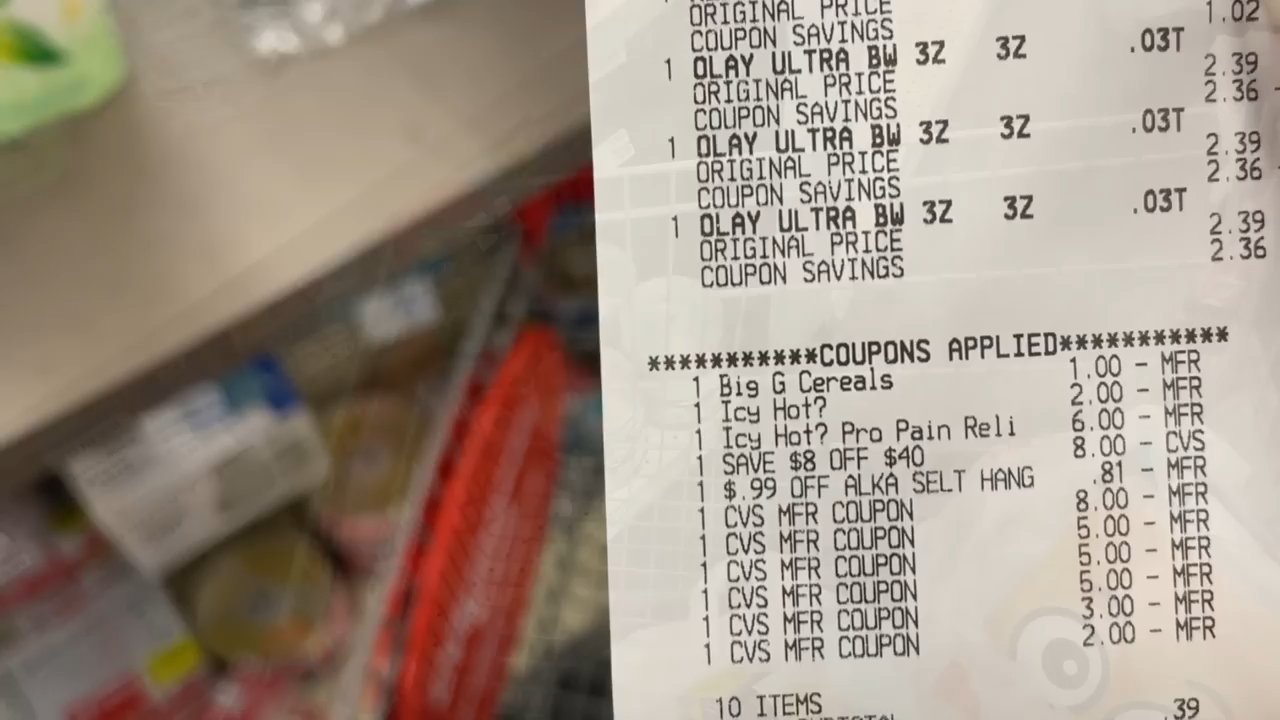 ORIGINAL PRICE 1.02
COUPON SAVINGS
1 OLAY ULTRA BW 3Z 3Z .03T
ORIGINAL PRICE 2.39
COUPON SAVINGS 2.36 -
1 OLAY ULTRA BW 3Z 3Z .03T
ORIGINAL PRICE 2.39
COUPON SAVINGS 2.36 -
1 OLAY ULTRA BW 3Z 3Z .03T
ORIGINAL PRICE 2.39
COUPON SAVINGS 2.36
***********COUPONS APPLIED***********
1 Big G Cereals 1.00 - MFR
1 Icy Hot? 2.00 - MFR
1 Icy Hot? Pro Pain Reli 6.00 - MFR
1 SAVE $8 OFF $40 8.00 - CVS
1 $.99 OFF ALKA SELT HANG .81 - MFR
1 CVS MFR COUPON 8.00 - MFR
1 CVS MFR COUPON 5.00 - MFR
1 CVS MFR COUPON 5.00 - MFR
1 CVS MFR COUPON 5.00 - MFR
1 CVS MFR COUPON 3.00 - MFR
1 CVS MFR COUPON 2.00 - MFR
10 ITEMS
.39